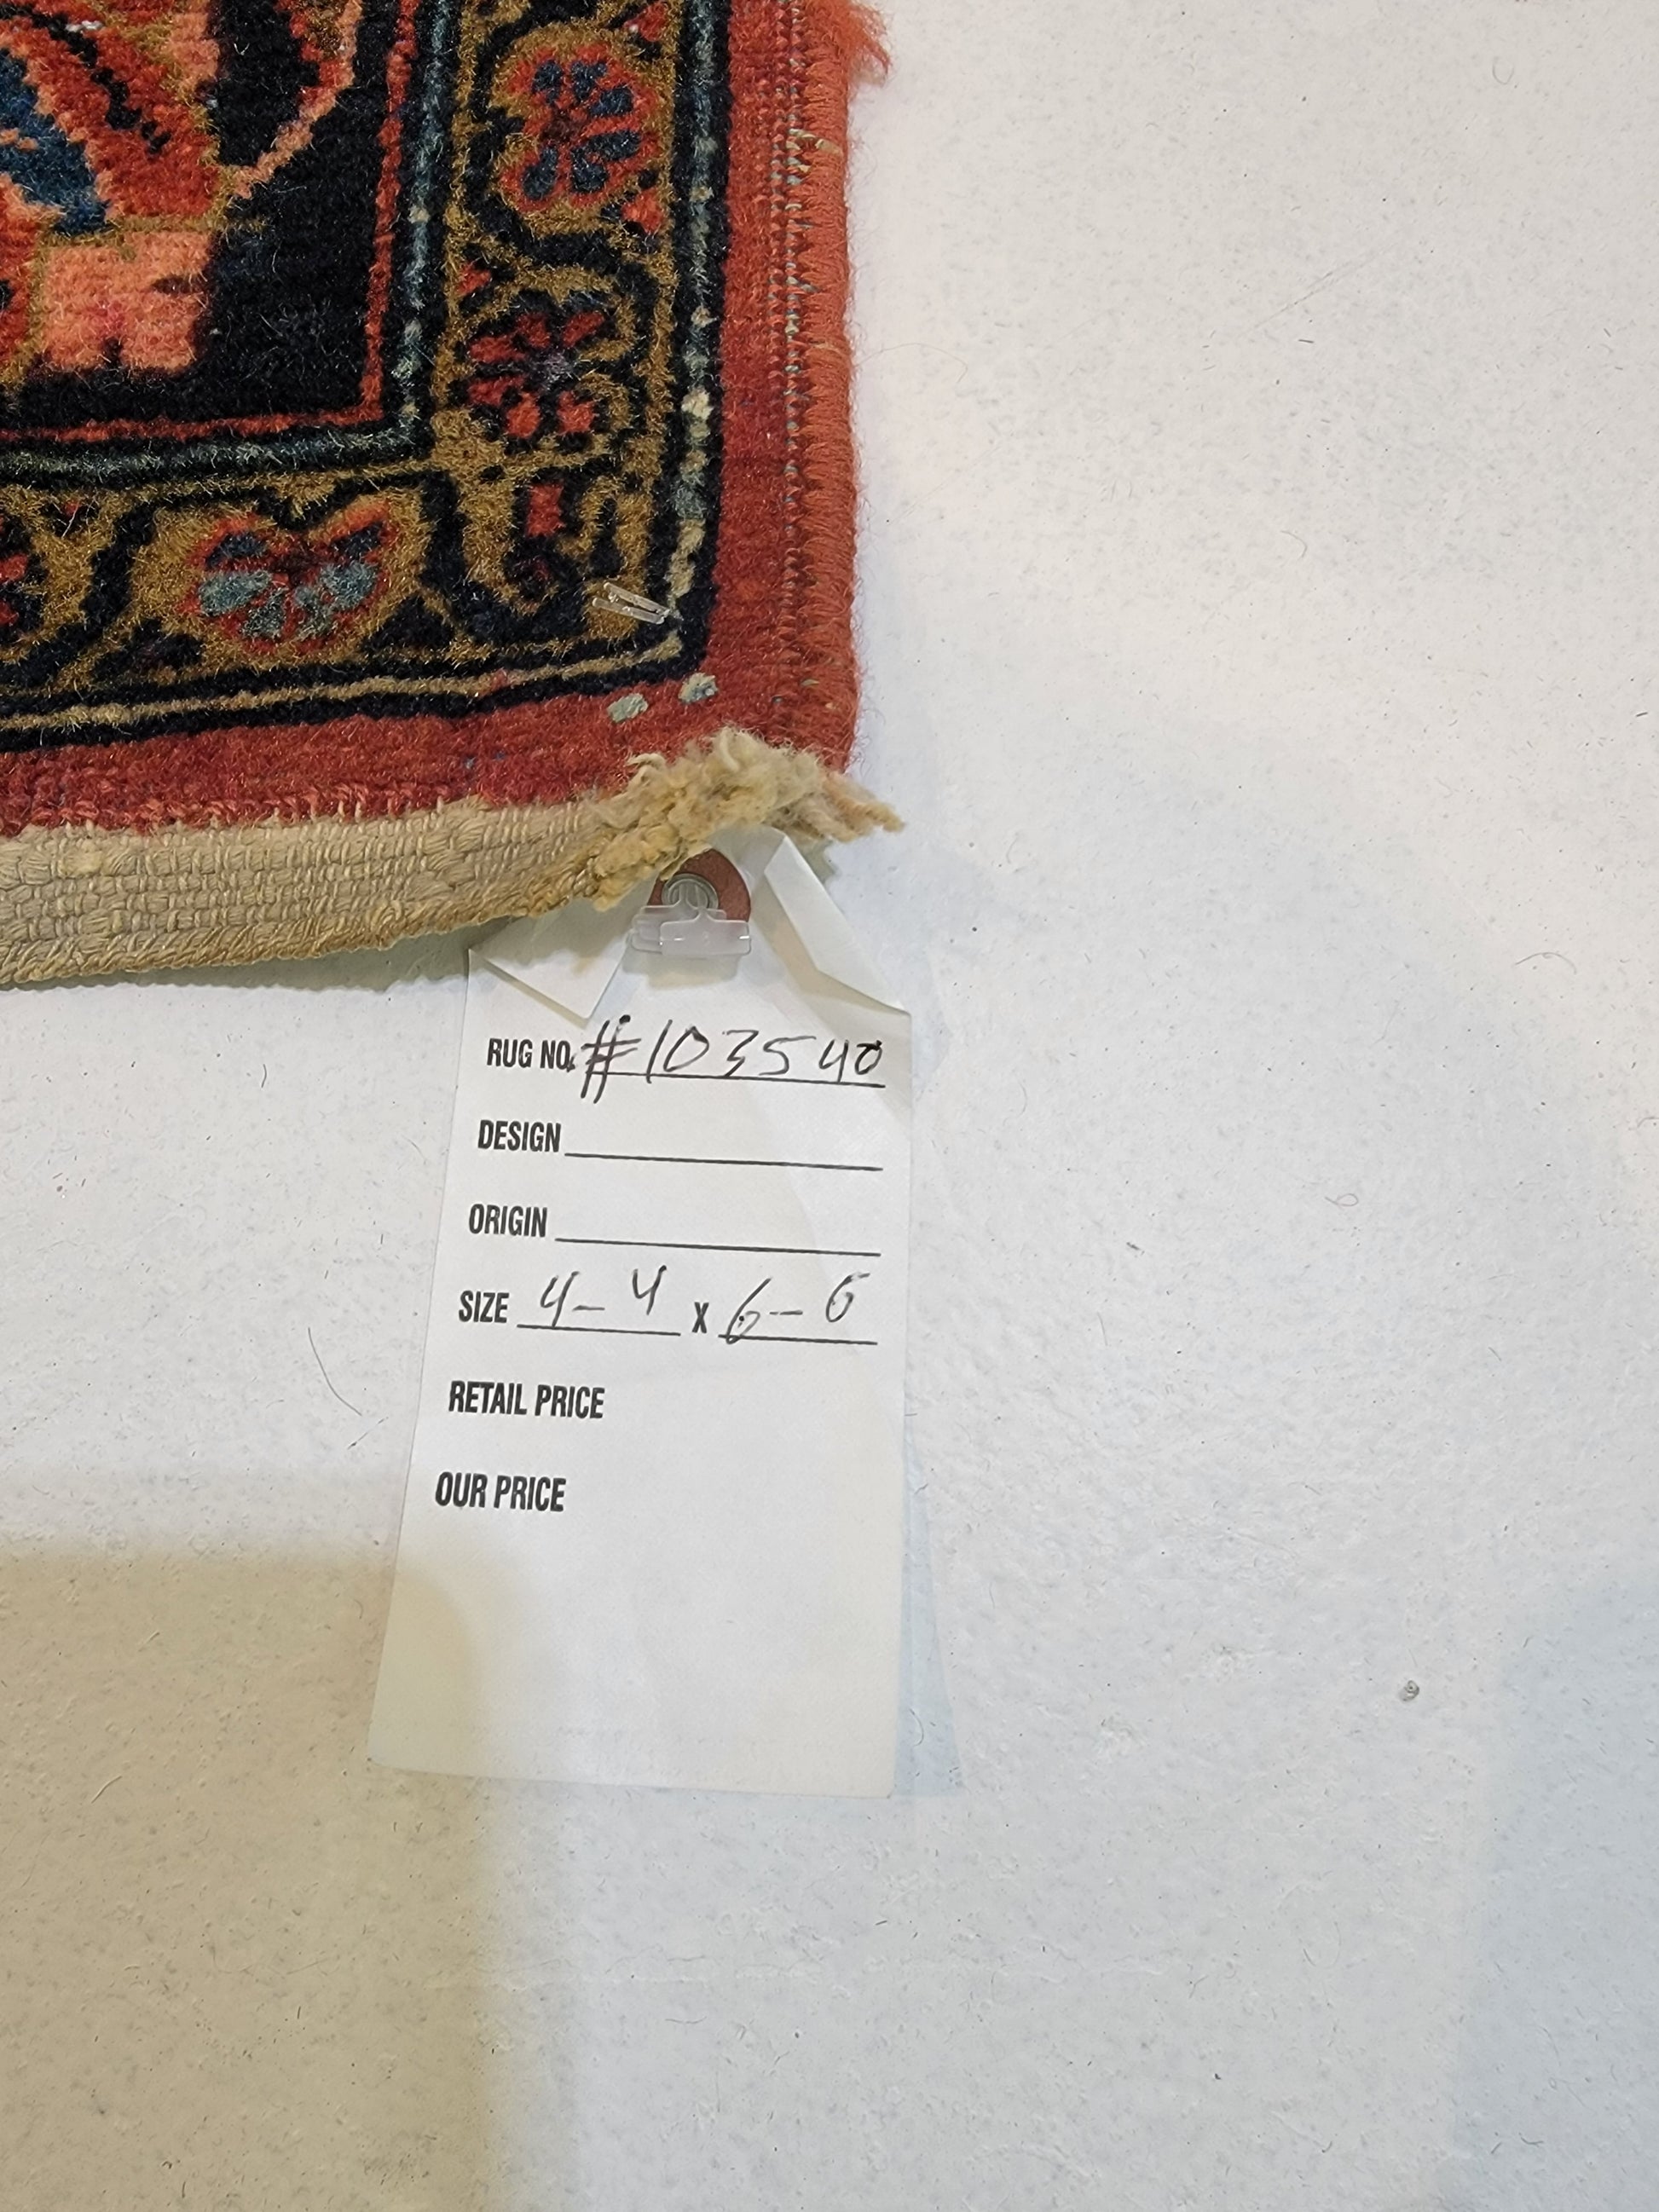 RUG NO. #103540
DESIGN
ORIGIN
SIZE 4-4 X 6-6
RETAIL PRICE
OUR PRICE